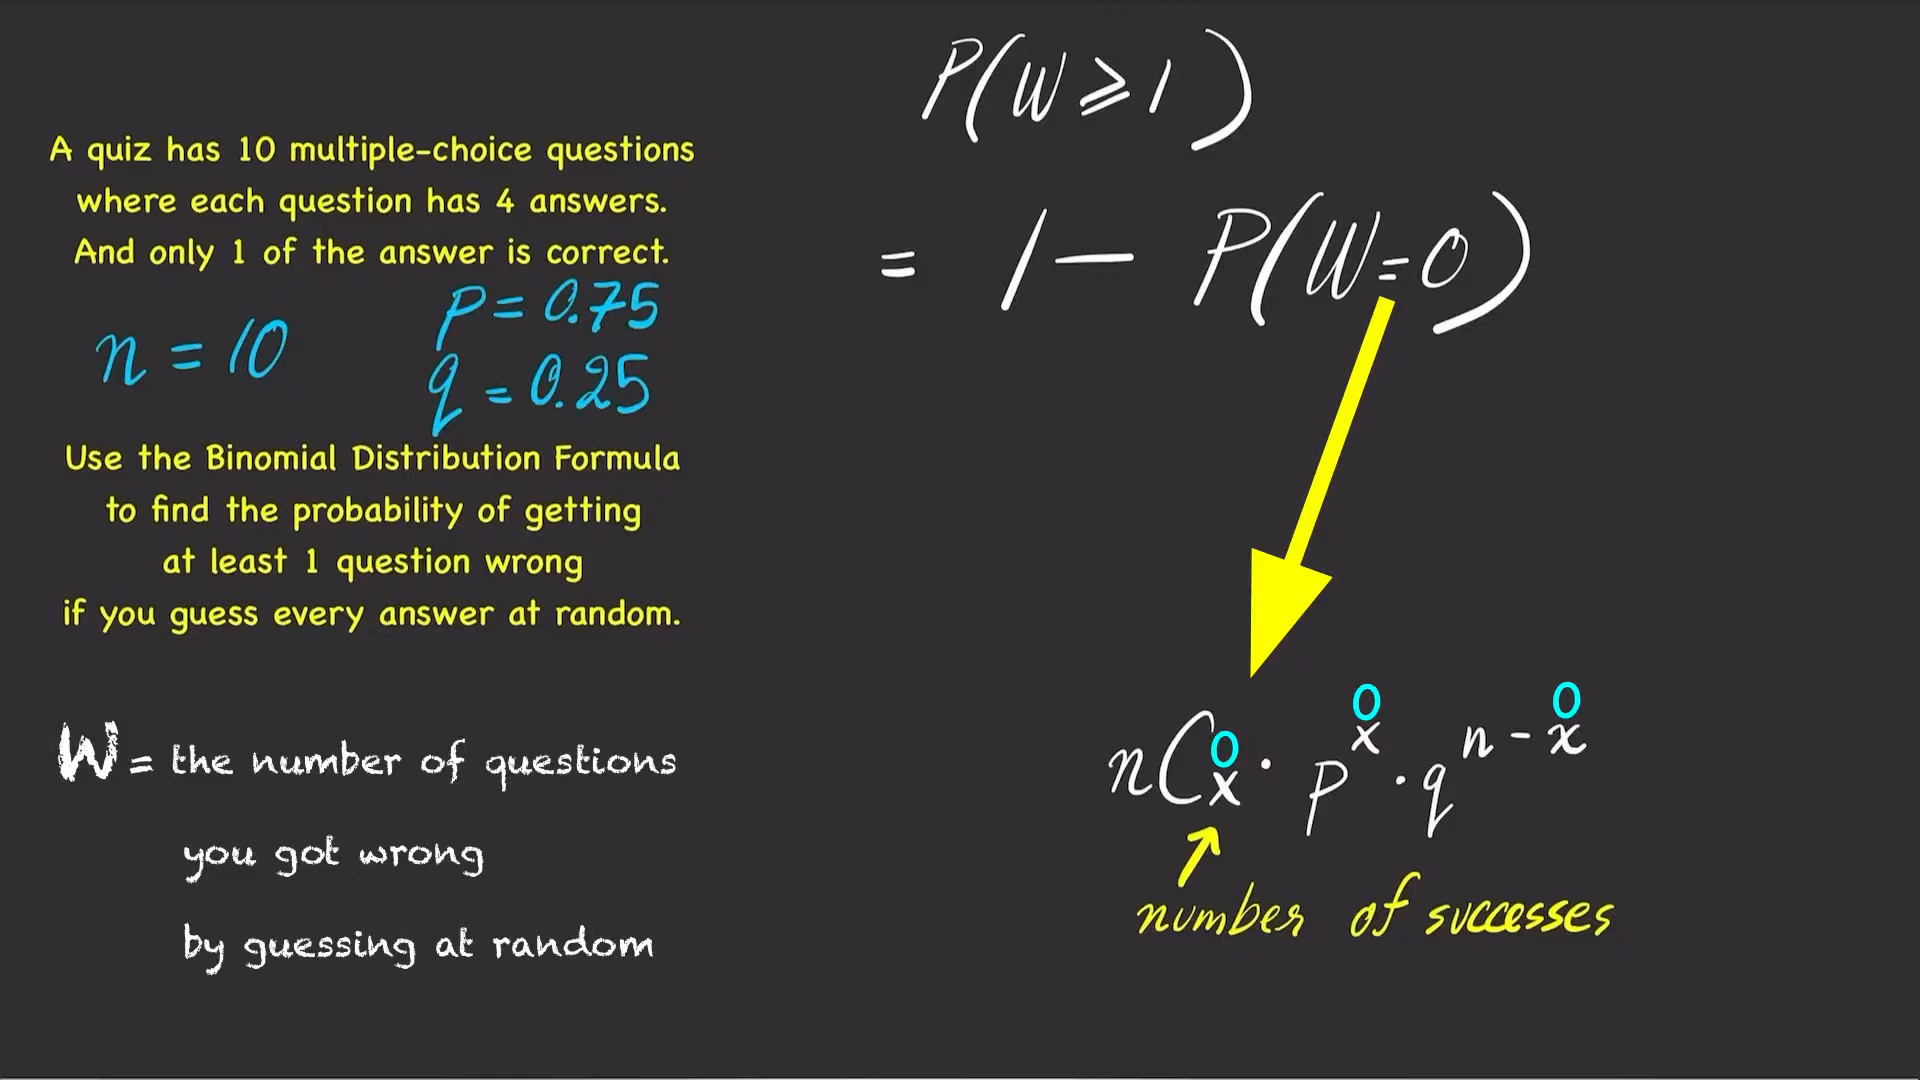 A quiz has 10 multiple-choice questions
where each question has 4 answers.
And only 1 of the answer is correct.
n = 10
p = 0.75
q = 0.25
Use the Binomial Distribution Formula
to find the probability of getting
at least 1 question wrong
if you guess every answer at random.
W = the number of questions
you got wrong
by guessing at random
P(W ⩾ 1)
= 1 - P(W = 0)
0 0 0
nCx · p^x · q^n-x
number of successes